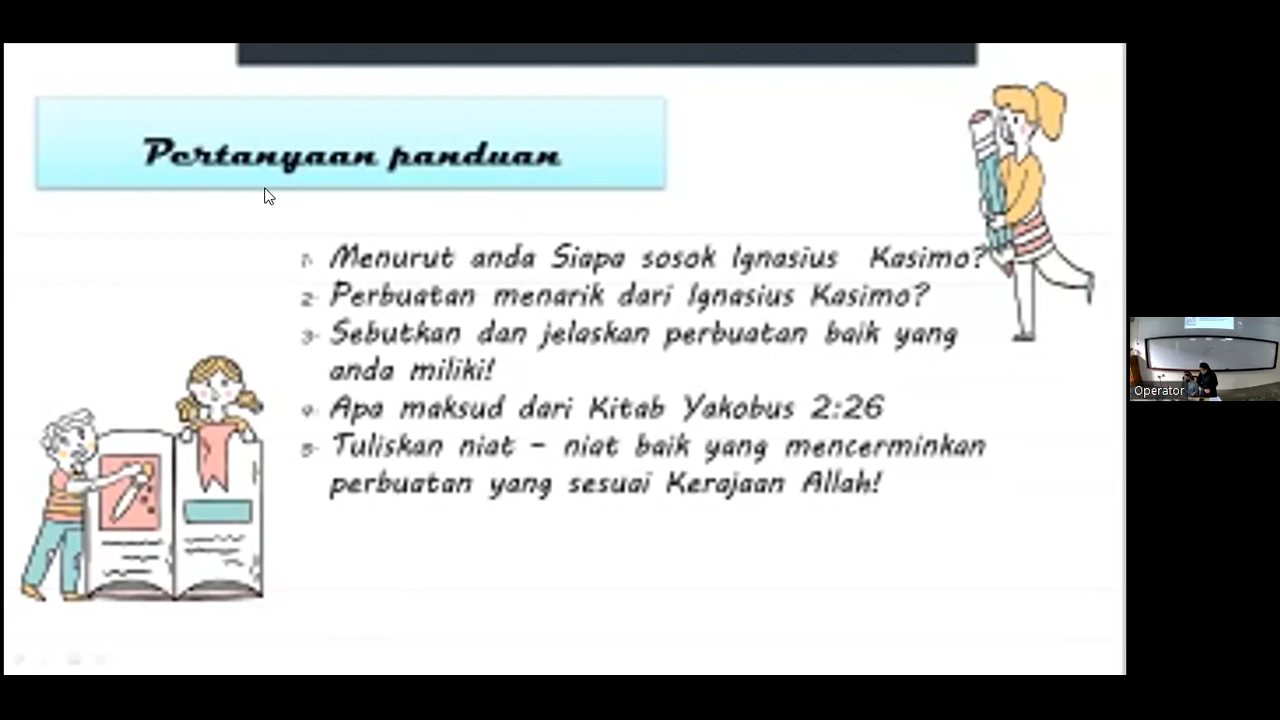 Pertanyaan panduan
1. Menurut anda Siapa sosok Ignasius Kasimo?
2. Perbuatan menarik dari Ignasius Kasimo?
3. Sebutkan dan jelaskan perbuatan baik yang
anda miliki!
4. Apa maksud dari Kitab Yakobus 2:26
5. Tuliskan niat - niat baik yang mencerminkan
perbuatan yang sesuai Kerajaan Allah!
Operator